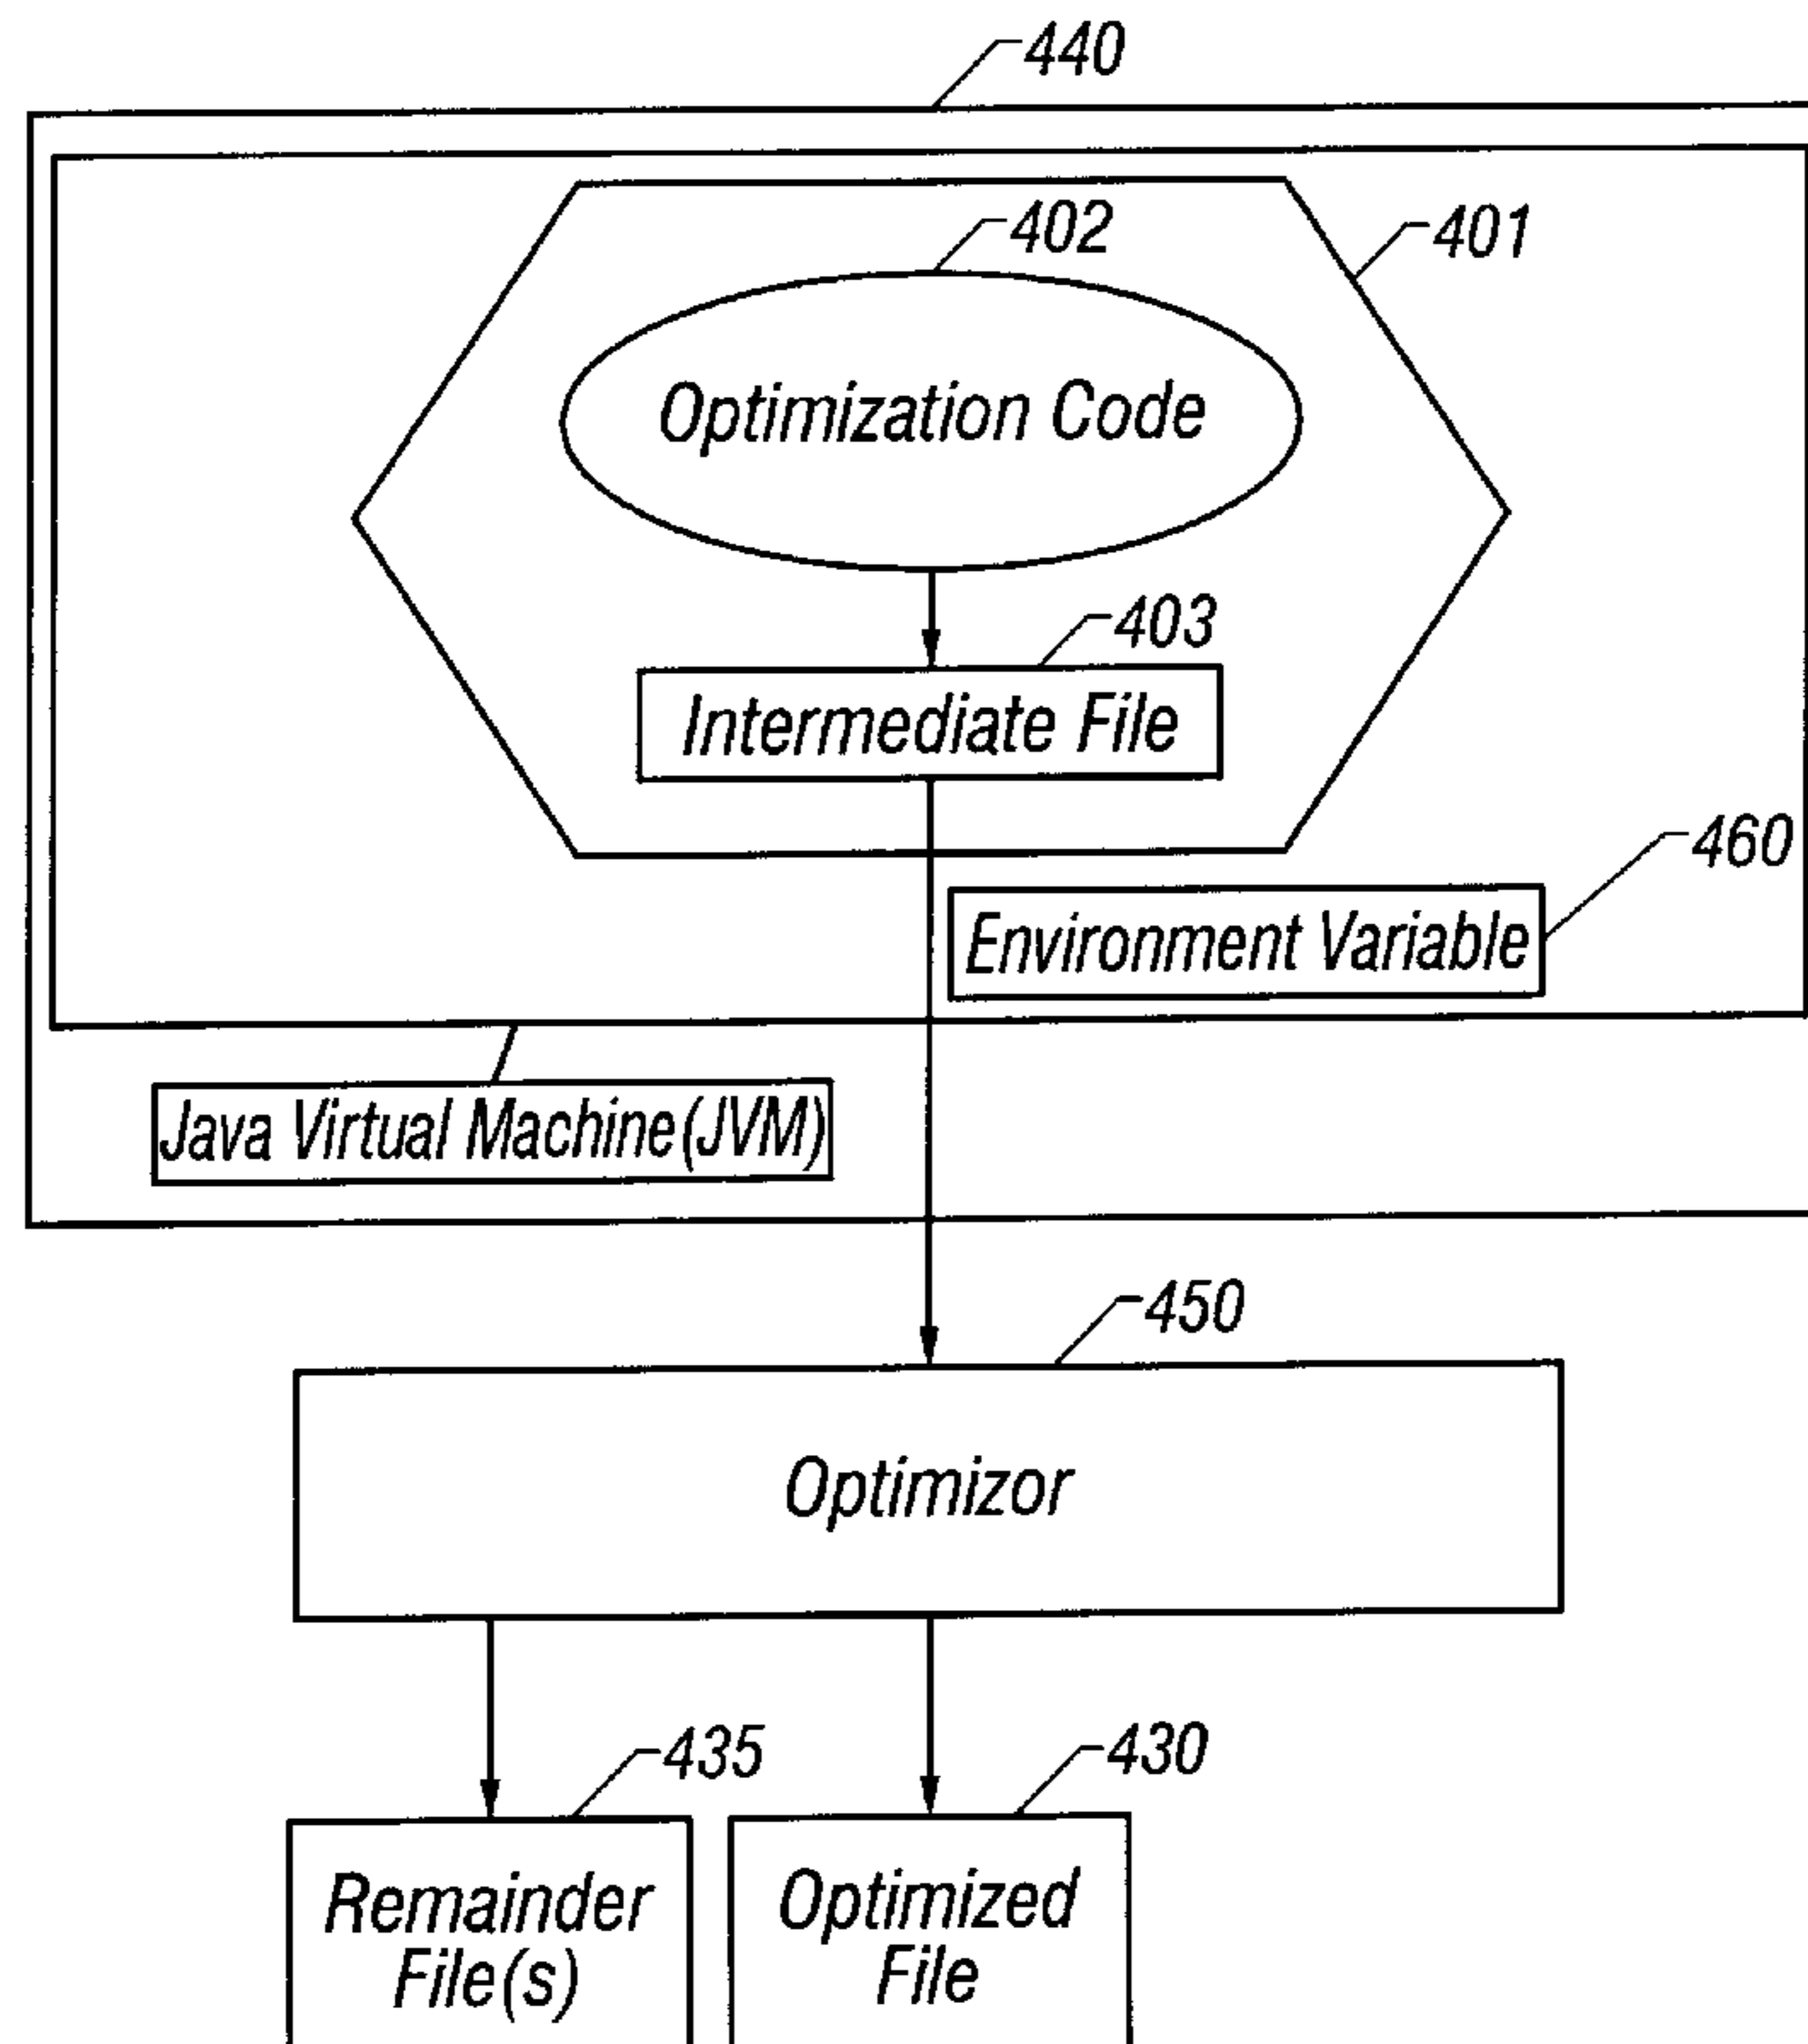 440
402
401
Optimization Code
403
Intermediate File
460
Environment Variable
Java Virtual Machine(JVM)
450
Optimizor
435
430
Remainder
File(s)
Optimized
File